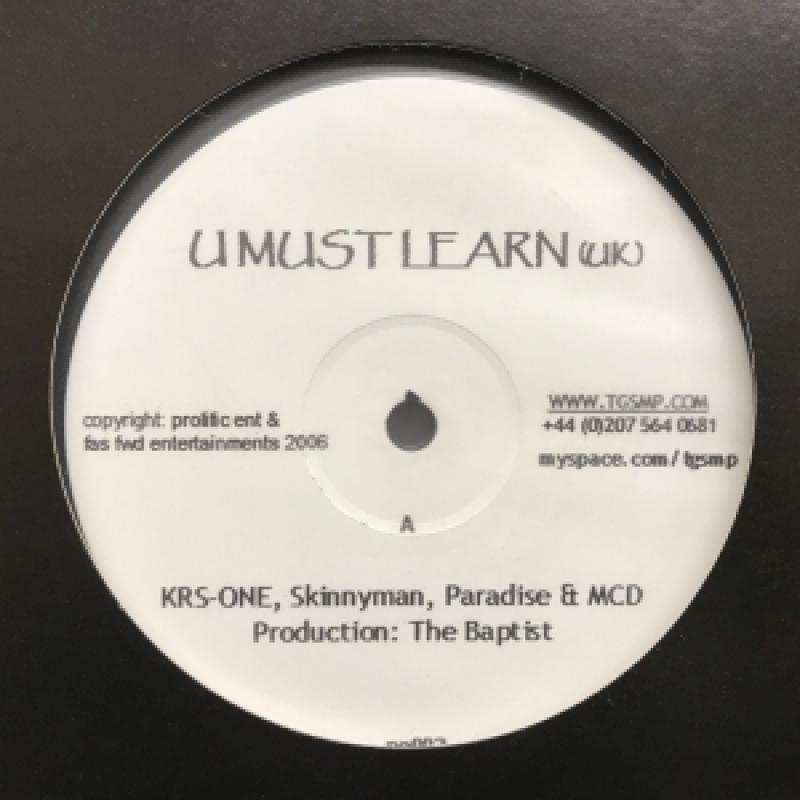 U MUST LEARN (UK)
copyright: prolific ent &
fas fwd entertainments 2006
WWW.TGSMP.COM
+44 (0)207 564 0681
myspace.com/tgsmp
A
KRS-ONE, Skinnyman, Paradise & MCD
Production: The Baptist